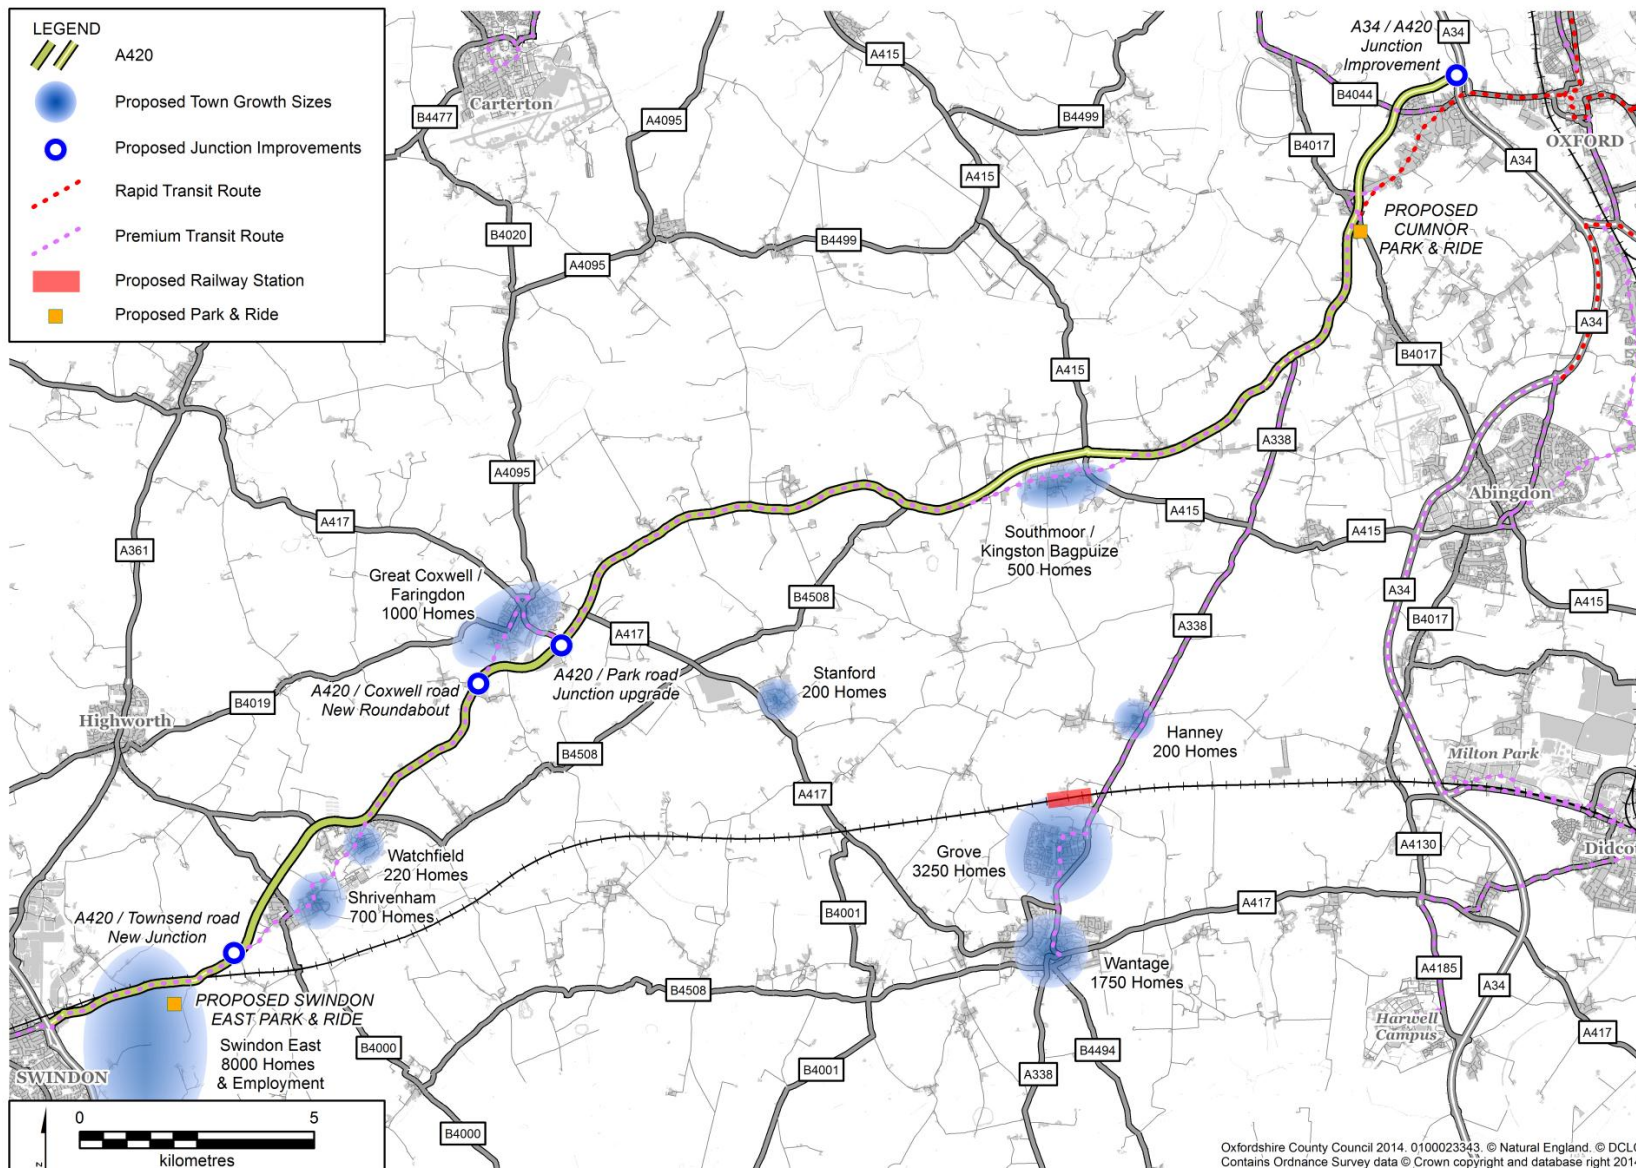 LEGEND
A420
Proposed Town Growth Sizes
Proposed Junction Improvements
Rapid Transit Route
Premium Transit Route
Proposed Railway Station
Proposed Park & Ride
A34 / A420
Junction
Improvement
A34
A415
Carterton
B4477
A4095
B4499
B4044
B4017
OXFORD
A34
A415
PROPOSED
CUMNOR
PARK & RIDE
B4020
B4499
A4095
A34
B4017
A415
A338
A4095
Abingdon
A417
A415
A415
Southmoor /
Kingston Bagpuize
500 Homes
A361
Great Coxwell /
Faringdon
1000 Homes
A34
B4508
A415
B4017
A417
A338
A420 / Park road
Junction upgrade
A420 / Coxwell road
New Roundabout
Stanford
200 Homes
B4019
Highworth
Hanney
200 Homes
B4508
Milton Park
A417
A4130
Didcot
Grove
3250 Homes
Watchfield
220 Homes
Shrivenham
700 Homes
A417
B4001
A420 / Townsend road
New Junction
Wantage
1750 Homes
A4185
A34
B4508
PROPOSED SWINDON
EAST PARK & RIDE
Harwell
Campus
A417
Swindon East
8000 Homes
& Employment
B4000
B4494
SWINDON
B4001
A338
0 5
kilometres
B4000
z
Oxfordshire County Council 2014. 0100023343. © Natural England. © DCLG
Contains Ordnance Survey data © Crown copyright and database right 2014